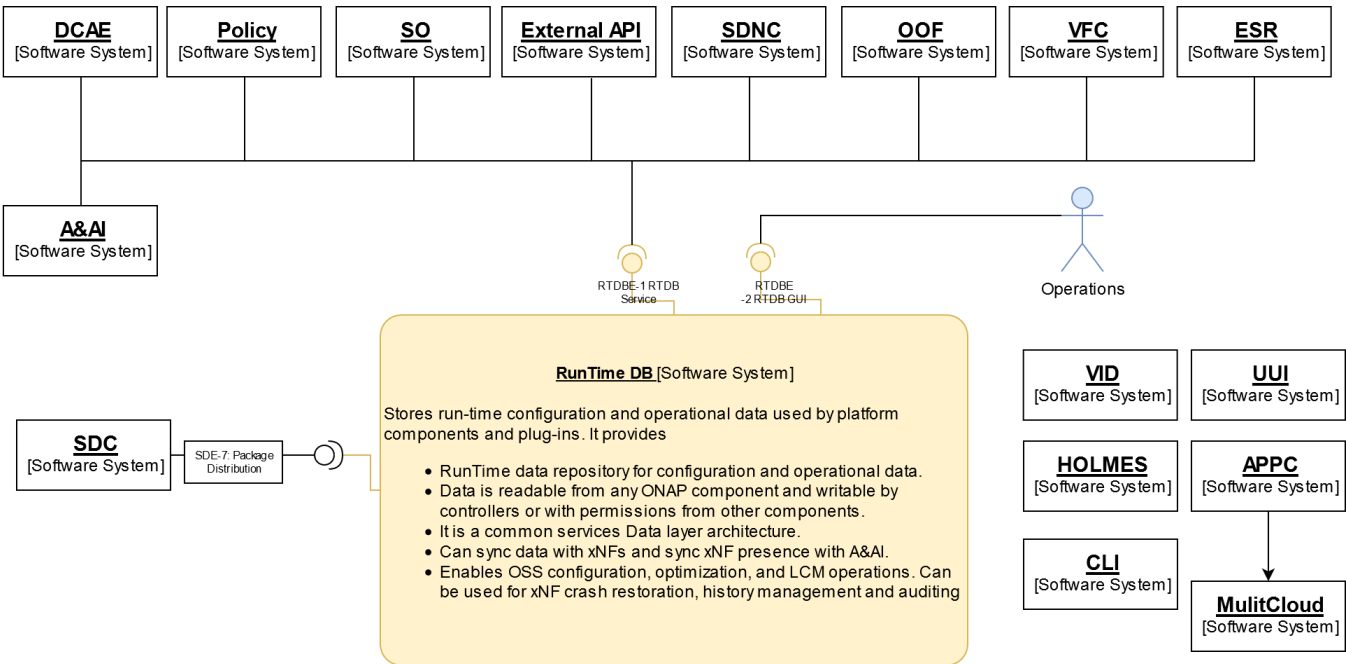 DCAE
[Software System]
Policy
[Software System]
SO
[Software System]
External API
[Software System]
SDNC
[Software System]
OOF
[Software System]
VFC
[Software System]
ESR
[Software System]
A&AI
[Software System]
RTDBE-1 RTDB
Service
RTDBE
-2 RTDB GUI
Operations
RunTime DB [Software System]
Stores run-time configuration and operational data used by platform
components and plug-ins. It provides
• RunTime data repository for configuration and operational data.
• Data is readable from any ONAP component and writable by
controllers or with permissions from other components.
• It is a common services Data layer architecture.
• Can sync data with xNFs and sync xNF presence with A&AI.
• Enables OSS configuration, optimization, and LCM operations. Can
be used for xNF crash restoration, history management and auditing
SDC
[Software System]
SDE-7: Package
Distribution
VID
[Software System]
UUI
[Software System]
HOLMES
[Software System]
APPC
[Software System]
CLI
[Software System]
MulitCloud
[Software System]